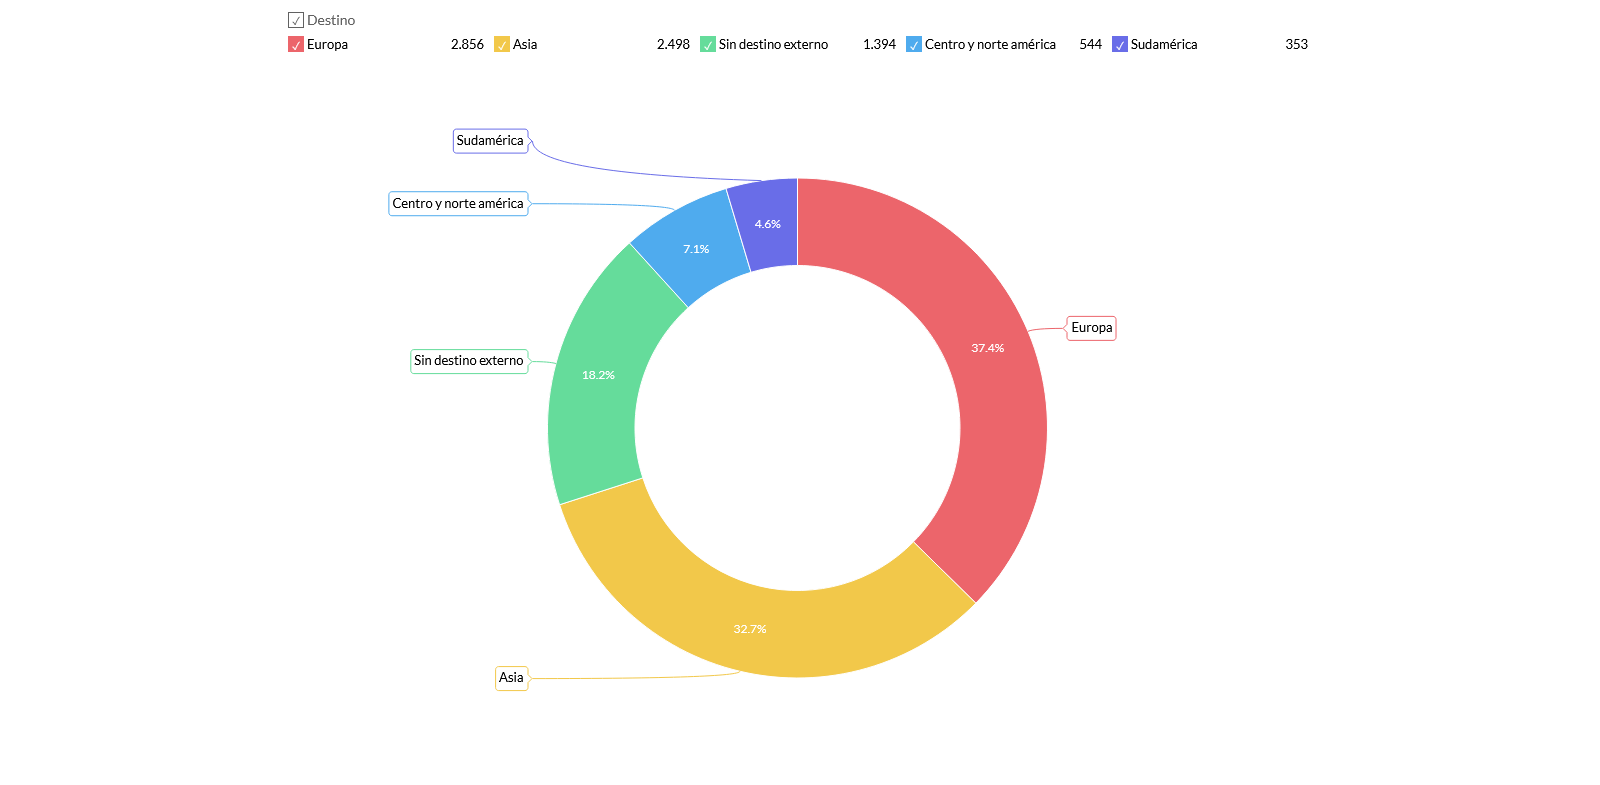 Destino
Europa 2.856 Asia 2.498 Sin destino externo 1.394 Centro y norte américa 544 Sudamérica 353
Sudamérica
Centro y norte américa
4.6%
7.1%
Europa
37.4%
Sin destino externo
18.2%
32.7%
Asia